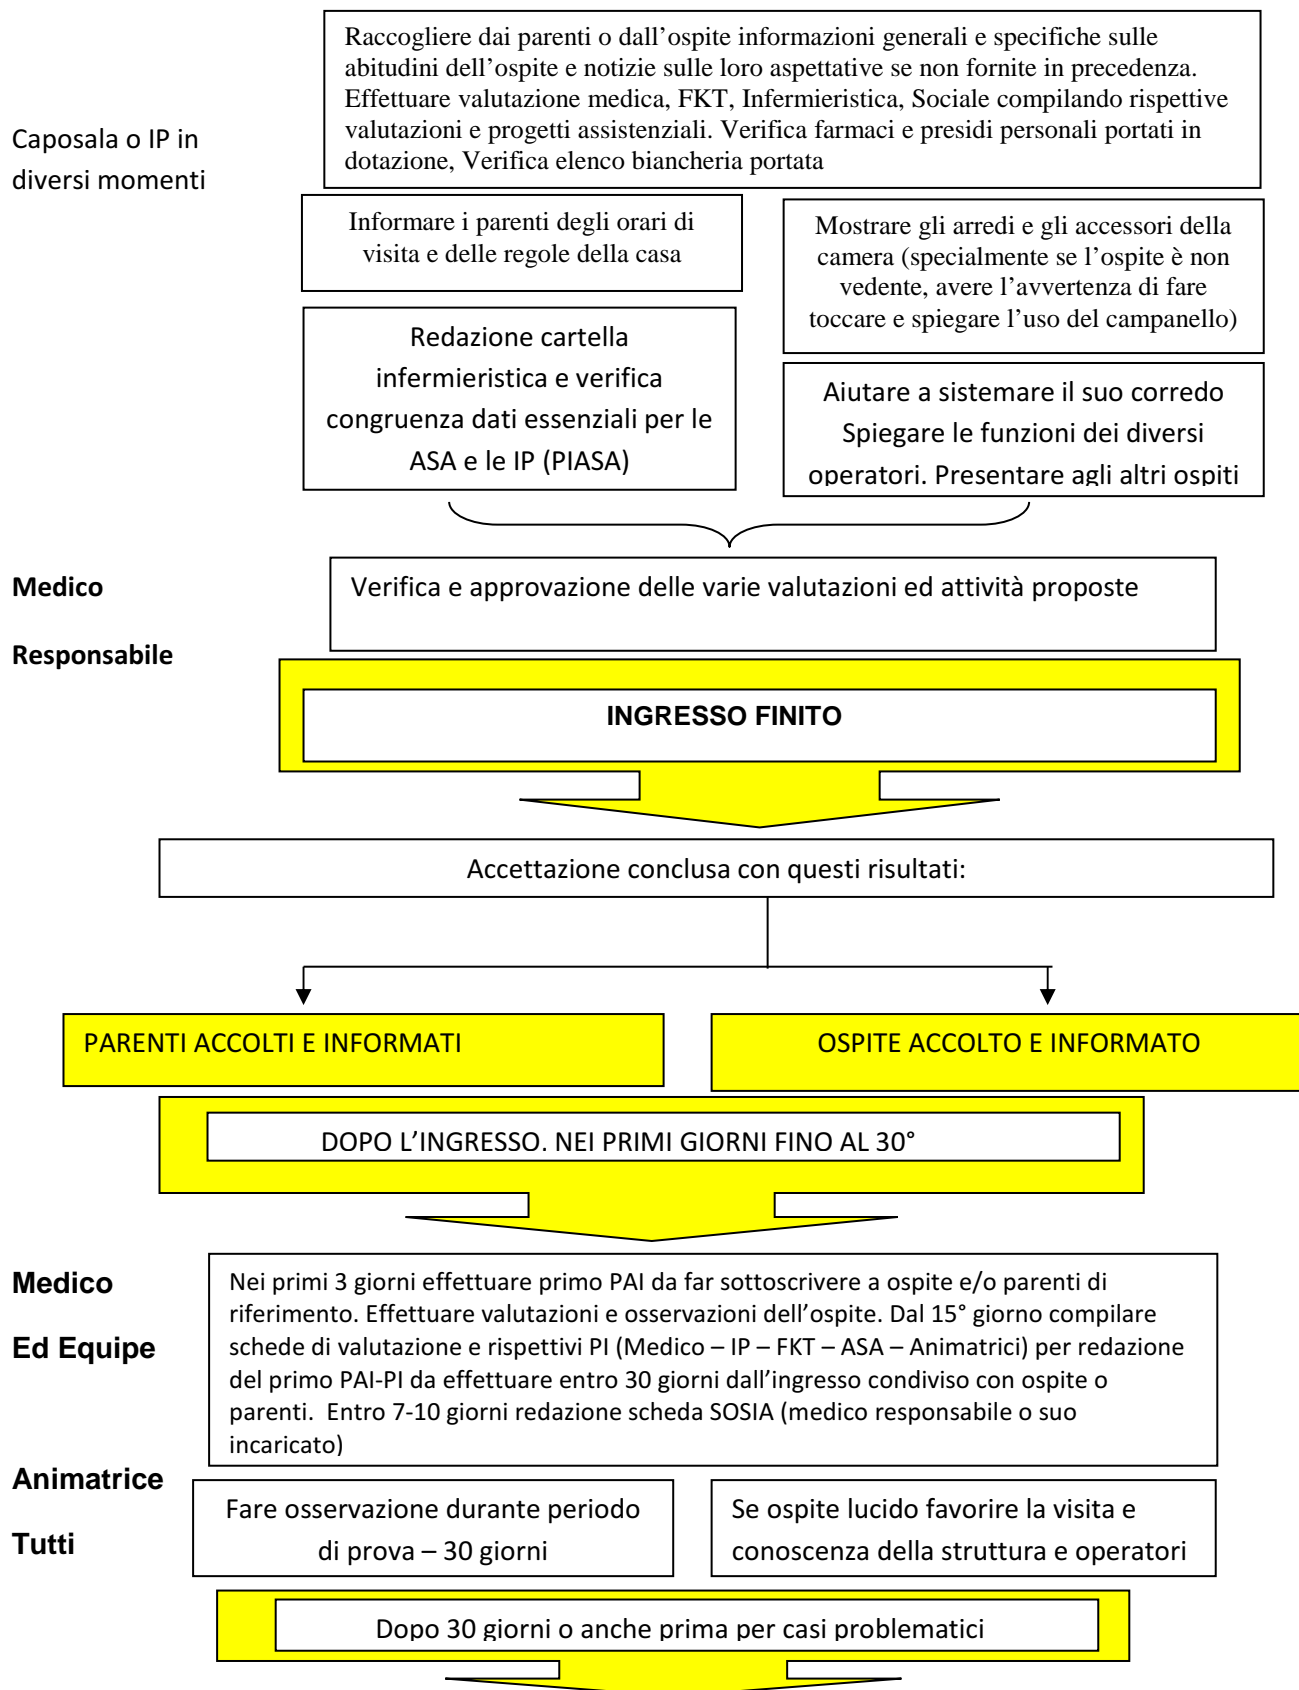 Raccogliere dai parenti o dall’ospite informazioni generali e specifiche sulle
abitudini dell’ospite e notizie sulle loro aspettative se non fornite in precedenza.
Effettuare valutazione medica, FKT, Infermieristica, Sociale compilando rispettive
valutazioni e progetti assistenziali. Verifica farmaci e presidi personali portati in
dotazione, Verifica elenco biancheria portata
Caposala o IP in
diversi momenti
Informare i parenti degli orari di
visita e delle regole della casa
Mostrare gli arredi e gli accessori della
camera (specialmente se l’ospite è non
vedente, avere l’avvertenza di fare
toccare e spiegare l’uso del campanello)
Redazione cartella
infermieristica e verifica
congruenza dati essenziali per le
ASA e le IP (PIASA)
Aiutare a sistemare il suo corredo
Spiegare le funzioni dei diversi
operatori. Presentare agli altri ospiti
Medico
Verifica e approvazione delle varie valutazioni ed attività proposte
Responsabile
INGRESSO FINITO
Accettazione conclusa con questi risultati:
PARENTI ACCOLTI E INFORMATI
OSPITE ACCOLTO E INFORMATO
DOPO L’INGRESSO. NEI PRIMI GIORNI FINO AL 30°
Medico
Ed Equipe
Nei primi 3 giorni effettuare primo PAI da far sottoscrivere a ospite e/o parenti di
riferimento. Effettuare valutazioni e osservazioni dell’ospite. Dal 15° giorno compilare
schede di valutazione e rispettivi PI (Medico – IP – FKT – ASA – Animatrici) per redazione
del primo PAI-PI da effettuare entro 30 giorni dall’ingresso condiviso con ospite o
parenti.  Entro 7-10 giorni redazione scheda SOSIA (medico responsabile o suo
incaricato)
Animatrice
Tutti
Fare osservazione durante periodo
di prova – 30 giorni
Se ospite lucido favorire la visita e
conoscenza della struttura e operatori
Dopo 30 giorni o anche prima per casi problematici